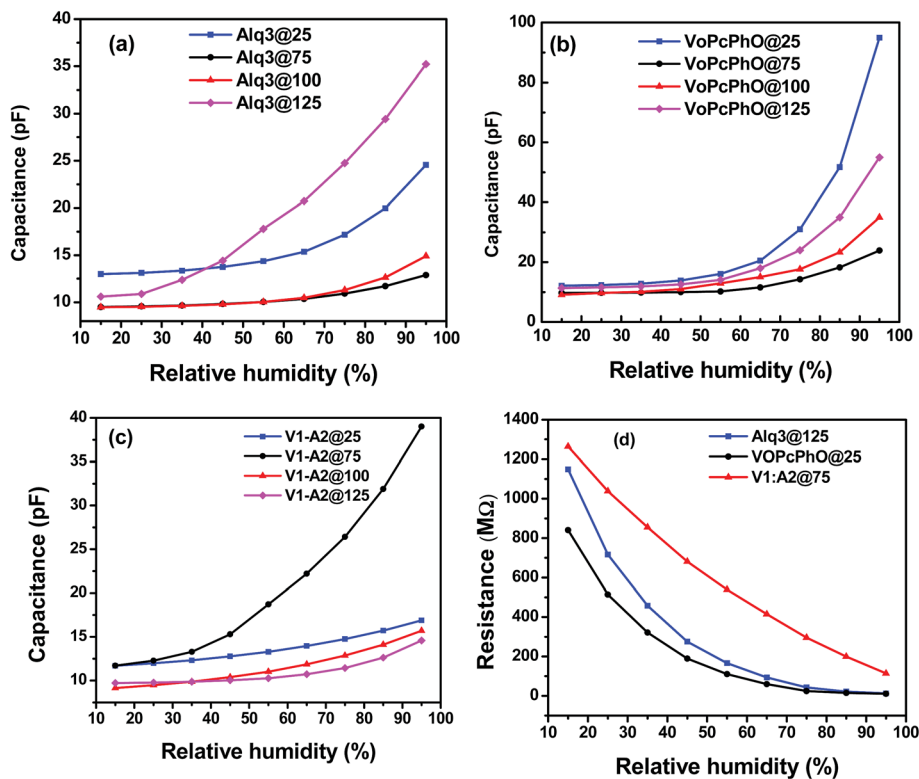 (a)
Alq3@25
Alq3@75
Alq3@100
Alq3@125
Capacitance (pF)
40
35
30
25
20
15
10
10 20 30 40 50 60 70 80 90 100
Relative humidity (%)
(b)
VoPcPhO@25
VoPcPhO@75
VoPcPhO@100
VoPcPhO@125
Capacitance (pF)
100
80
60
40
20
0
10 20 30 40 50 60 70 80 90 100
Relative humidity (%)
(c)
V1-A2@25
V1-A2@75
V1-A2@100
V1-A2@125
Capacitance (pF)
40
35
30
25
20
15
10
10 20 30 40 50 60 70 80 90 100
Relative humidity (%)
(d)
Alq3@125
VOPcPhO@25
V1:A2@75
Resistance (MΩ)
1400
1200
1000
800
600
400
200
0
10 20 30 40 50 60 70 80 90 100
Relative humidity (%)